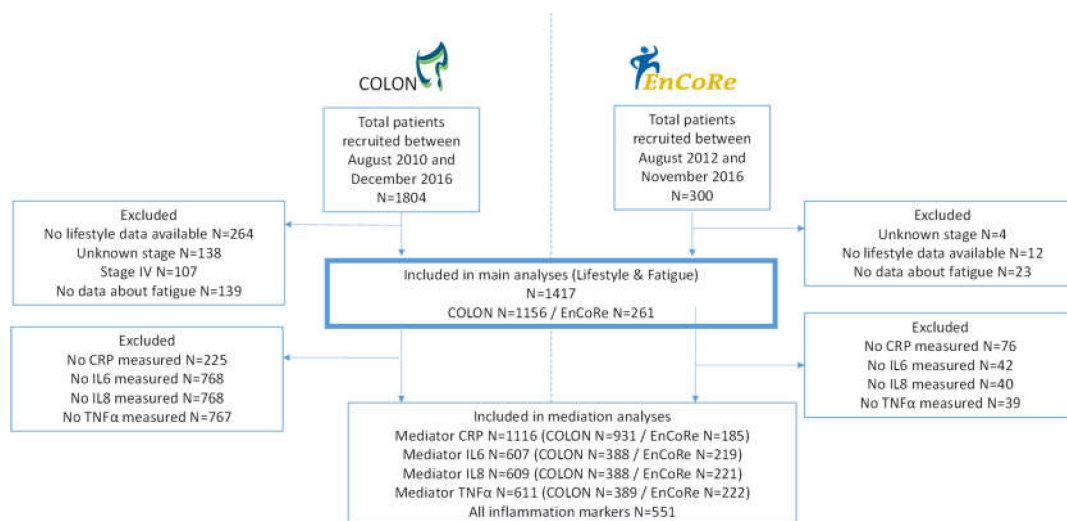 COLON
EnCoRe
Total patients
recruited between
August 2010 and
December 2016
N=1804
Total patients
recruited between
August 2012 and
November 2016
N=300
Excluded
No lifestyle data available N=264
Unknown stage N=138
Stage IV N=107
No data about fatigue N=139
Excluded
Unknown stage N=4
No lifestyle data available N=12
No data about fatigue N=23
Included in main analyses (Lifestyle & Fatigue)
N=1417
COLON N=1156 / EnCoRe N=261
Excluded
No CRP measured N=225
No IL6 measured N=768
No IL8 measured N=768
No TNFα measured N=767
Excluded
No CRP measured N=76
No IL6 measured N=42
No IL8 measured N=40
No TNFα measured N=39
Included in mediation analyses
Mediator CRP N=1116 (COLON N=931 / EnCoRe N=185)
Mediator IL6 N=607 (COLON N=388 / EnCoRe N=219)
Mediator IL8 N=609 (COLON N=388 / EnCoRe N=221)
Mediator TNFα N=611 (COLON N=389 / EnCoRe N=222)
All inflammation markers N=551